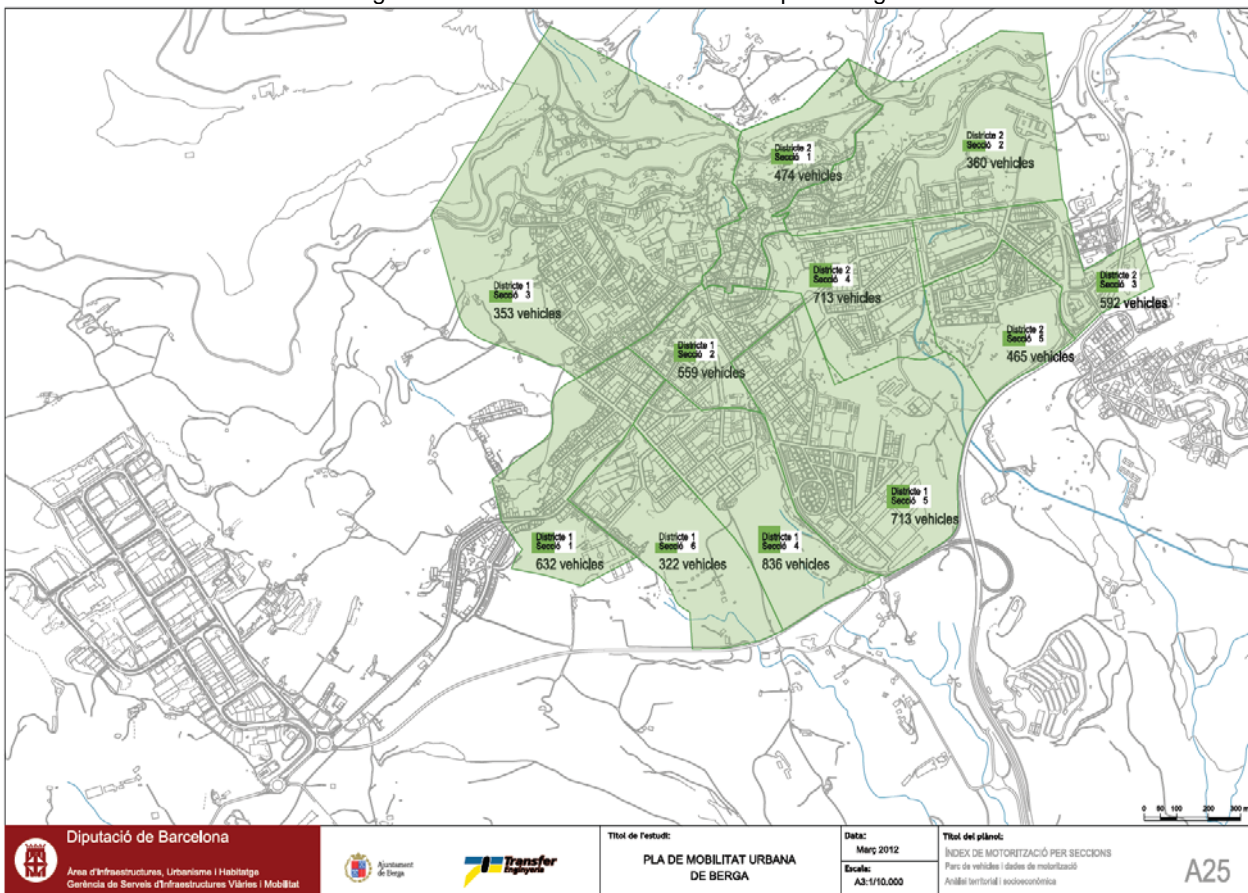 Districte 2
Secció 1
474 vehicles
Districte 2
Secció 2
360 vehicles
Districte 1
Secció 3
353 vehicles
Districte 2
Secció 4
713 vehicles
Districte 2
Secció 3
592 vehicles
Districte 1
Secció 2
559 vehicles
Districte 2
Secció 5
465 vehicles
Districte 1
Secció 5
713 vehicles
Districte 1
Secció 1
632 vehicles
Districte 1
Secció 6
322 vehicles
Districte 1
Secció 4
836 vehicles
0 50 100 200 300 m
Diputació de Barcelona
Àrea d'Infraestructures, Urbanisme i Habitatge
Gerència de Serveis d'Infraestructures Viàries i Mobilitat
Ajuntament
de Berga
Transfer
Enginyeria
Títol de l'estudi:
PLA DE MOBILITAT URBANA
DE BERGA
Data:
Març 2012
Escala:
A3:1/10.000
Títol del plànol:
ÍNDEX DE MOTORITZACIÓ PER SECCIONS
Parc de vehicles i dades de motorització
Anàlisi territorial i socioeconòmica
A25